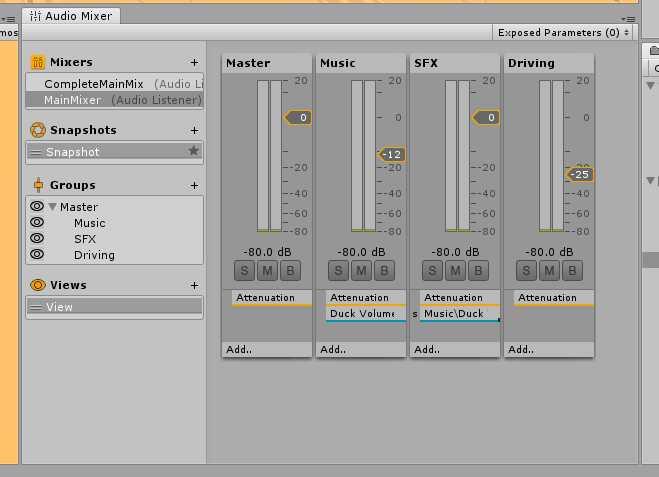 mos
Audio Mixer
Exposed Parameters (0)
Mixers +
CompleteMainMix (Audio Li
MainMixer (Audio Listener)
Snapshots +
Snapshot
Groups +
Master
Music
SFX
Driving
Views +
View
Master Music SFX Driving
20 20 20 20
0 0 -12 0 0 0 -25
-20 -20 -20 -20
-40 -40 -40 -40
-60 -60 -60 -60
-80 -80 -80 -80
-80.0 dB -80.0 dB -80.0 dB -80.0 dB
S M B S M B S M B S M B
Attenuation Attenuation Attenuation Attenuation
Duck Volume s Music\Duck
Add.. Add.. Add.. Add..